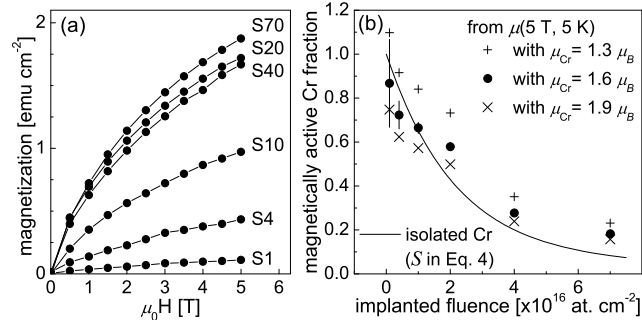 (a)
S70
S20
S40
S10
S4
S1
magnetization [emu cm-2]
2
1
0
0 1 2 3 4 5 6
μ0H [T]
(b)
from μ(5 T, 5 K)
+ with μCr= 1.3 μB
● with μCr= 1.6 μB
× with μCr= 1.9 μB
isolated Cr
(S in Eq. 4)
magnetically active Cr fraction
1.2
1.0
0.8
0.6
0.4
0.2
0.0
0 2 4 6
implanted fluence [x10^16 at. cm-2]